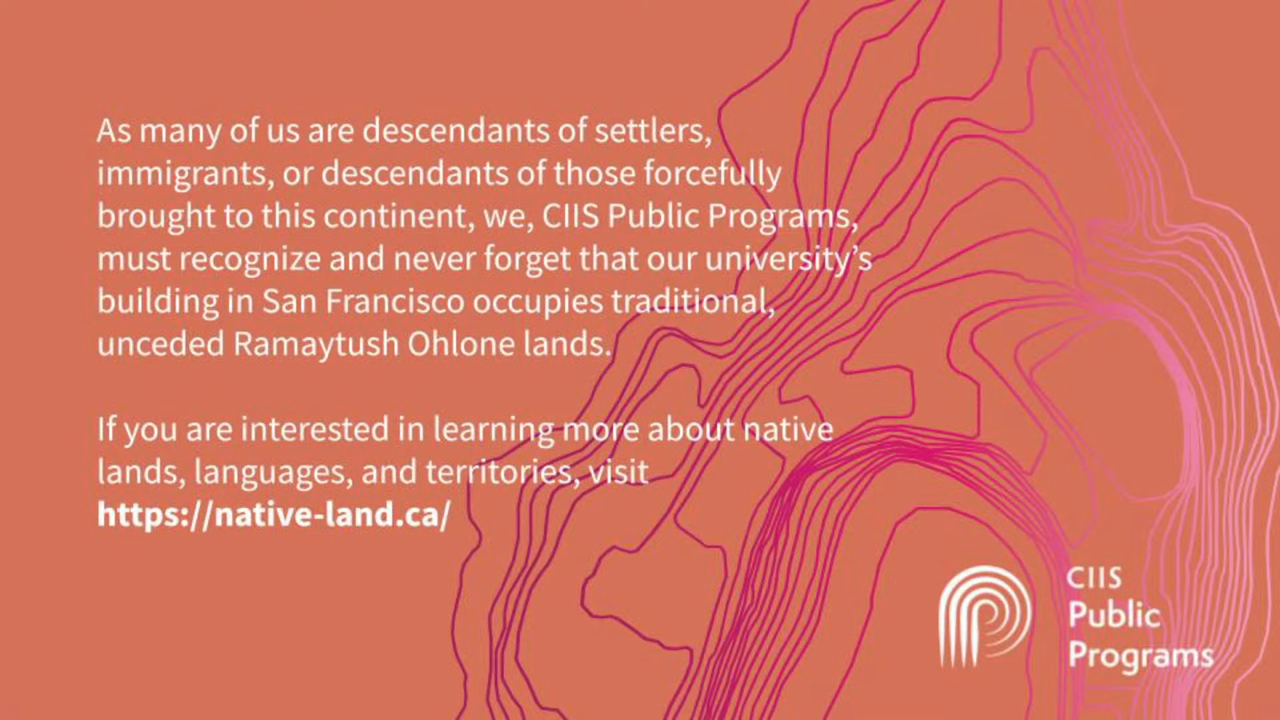 As many of us are descendants of settlers,
immigrants, or descendants of those forcefully
brought to this continent, we, CIIS Public Programs,
must recognize and never forget that our university’s
building in San Francisco occupies traditional,
unceded Ramaytush Ohlone lands.
If you are interested in learning more about native
lands, languages, and territories, visit
https://native-land.ca/
CIIS
Public
Programs